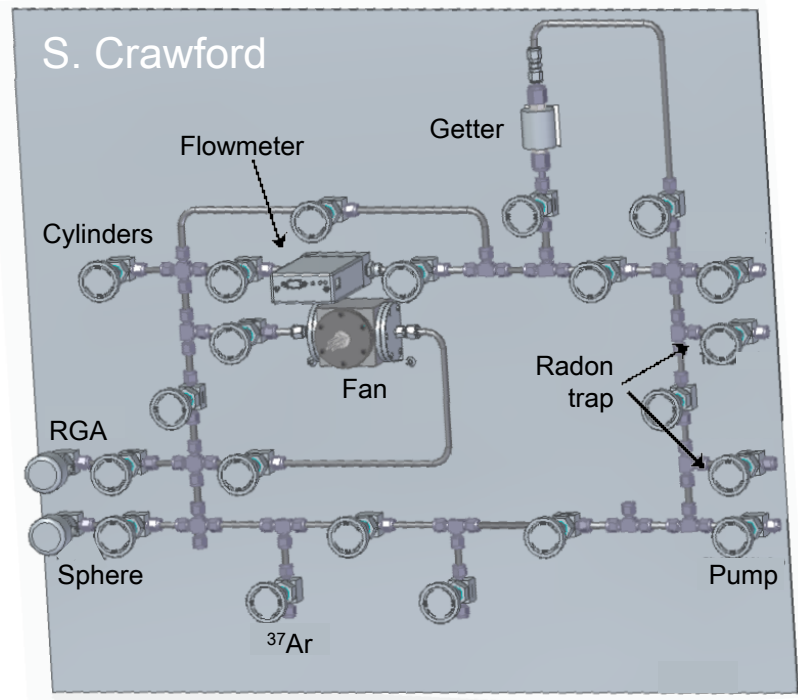 S. Crawford
Getter
Flowmeter
Cylinders
Radon
trap
Fan
RGA
Sphere
Pump
³⁷Ar